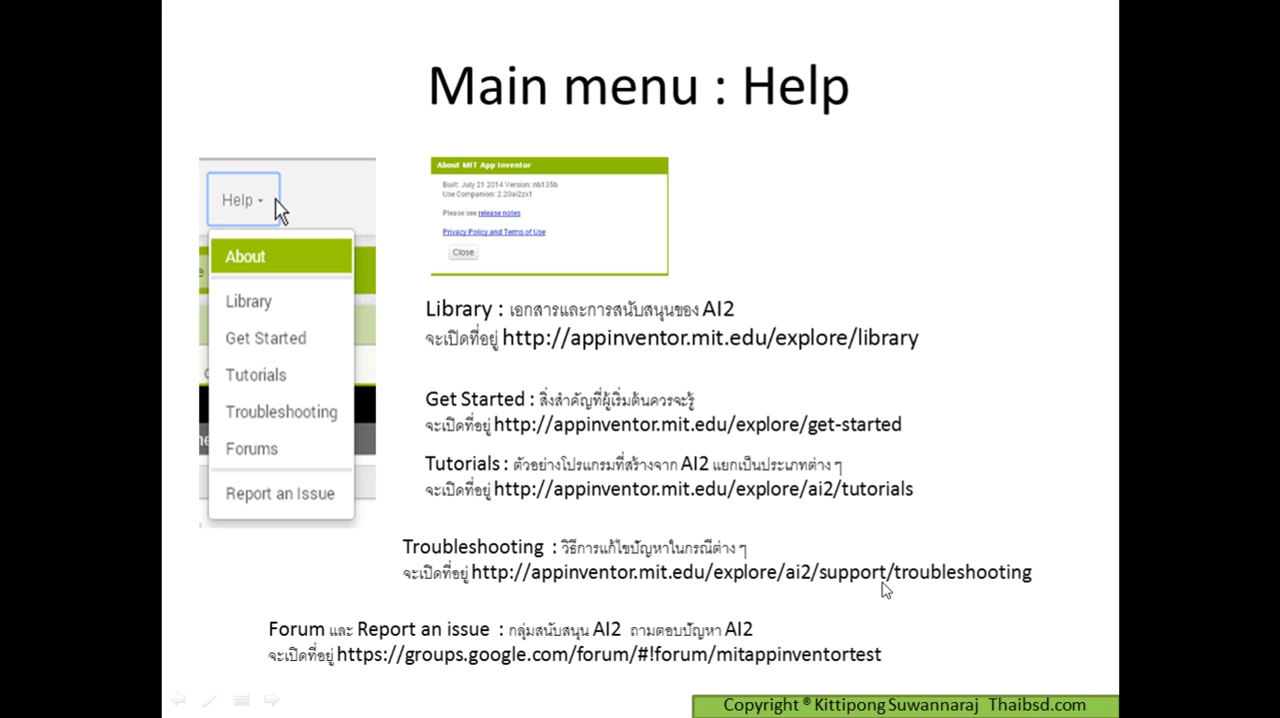 Main menu : Help
Help
About
Library
Get Started
Tutorials
Troubleshooting
Forums
Report an Issue
About MIT App Inventor
Built: July 21 2014 Version: nb135b
Use Companion: 2.20ai2zx1
Please see release notes
Privacy Policy and Terms of Use
Close
Library : เอกสารและการสนับสนุนของ AI2
จะเปิดที่อยู่ http://appinventor.mit.edu/explore/library
Get Started : สิ่งสำคัญที่ผู้เริ่มต้นควรจะรู้
จะเปิดที่อยู่ http://appinventor.mit.edu/explore/get-started
Tutorials : ตัวอย่างโปรแกรมที่สร้างจาก AI2 แยกเป็นประเภทต่าง ๆ
จะเปิดที่อยู่ http://appinventor.mit.edu/explore/ai2/tutorials
Troubleshooting : วิธีการแก้ไขปัญหาในกรณีต่าง ๆ
จะเปิดที่อยู่ http://appinventor.mit.edu/explore/ai2/support/troubleshooting
Forum และ Report an issue : กลุ่มสนับสนุน AI2 ถามตอบปัญหา AI2
จะเปิดที่อยู่ https://groups.google.com/forum/#!forum/mitappinventortest
Copyright ® Kittipong Suwannaraj Thaibsd.com